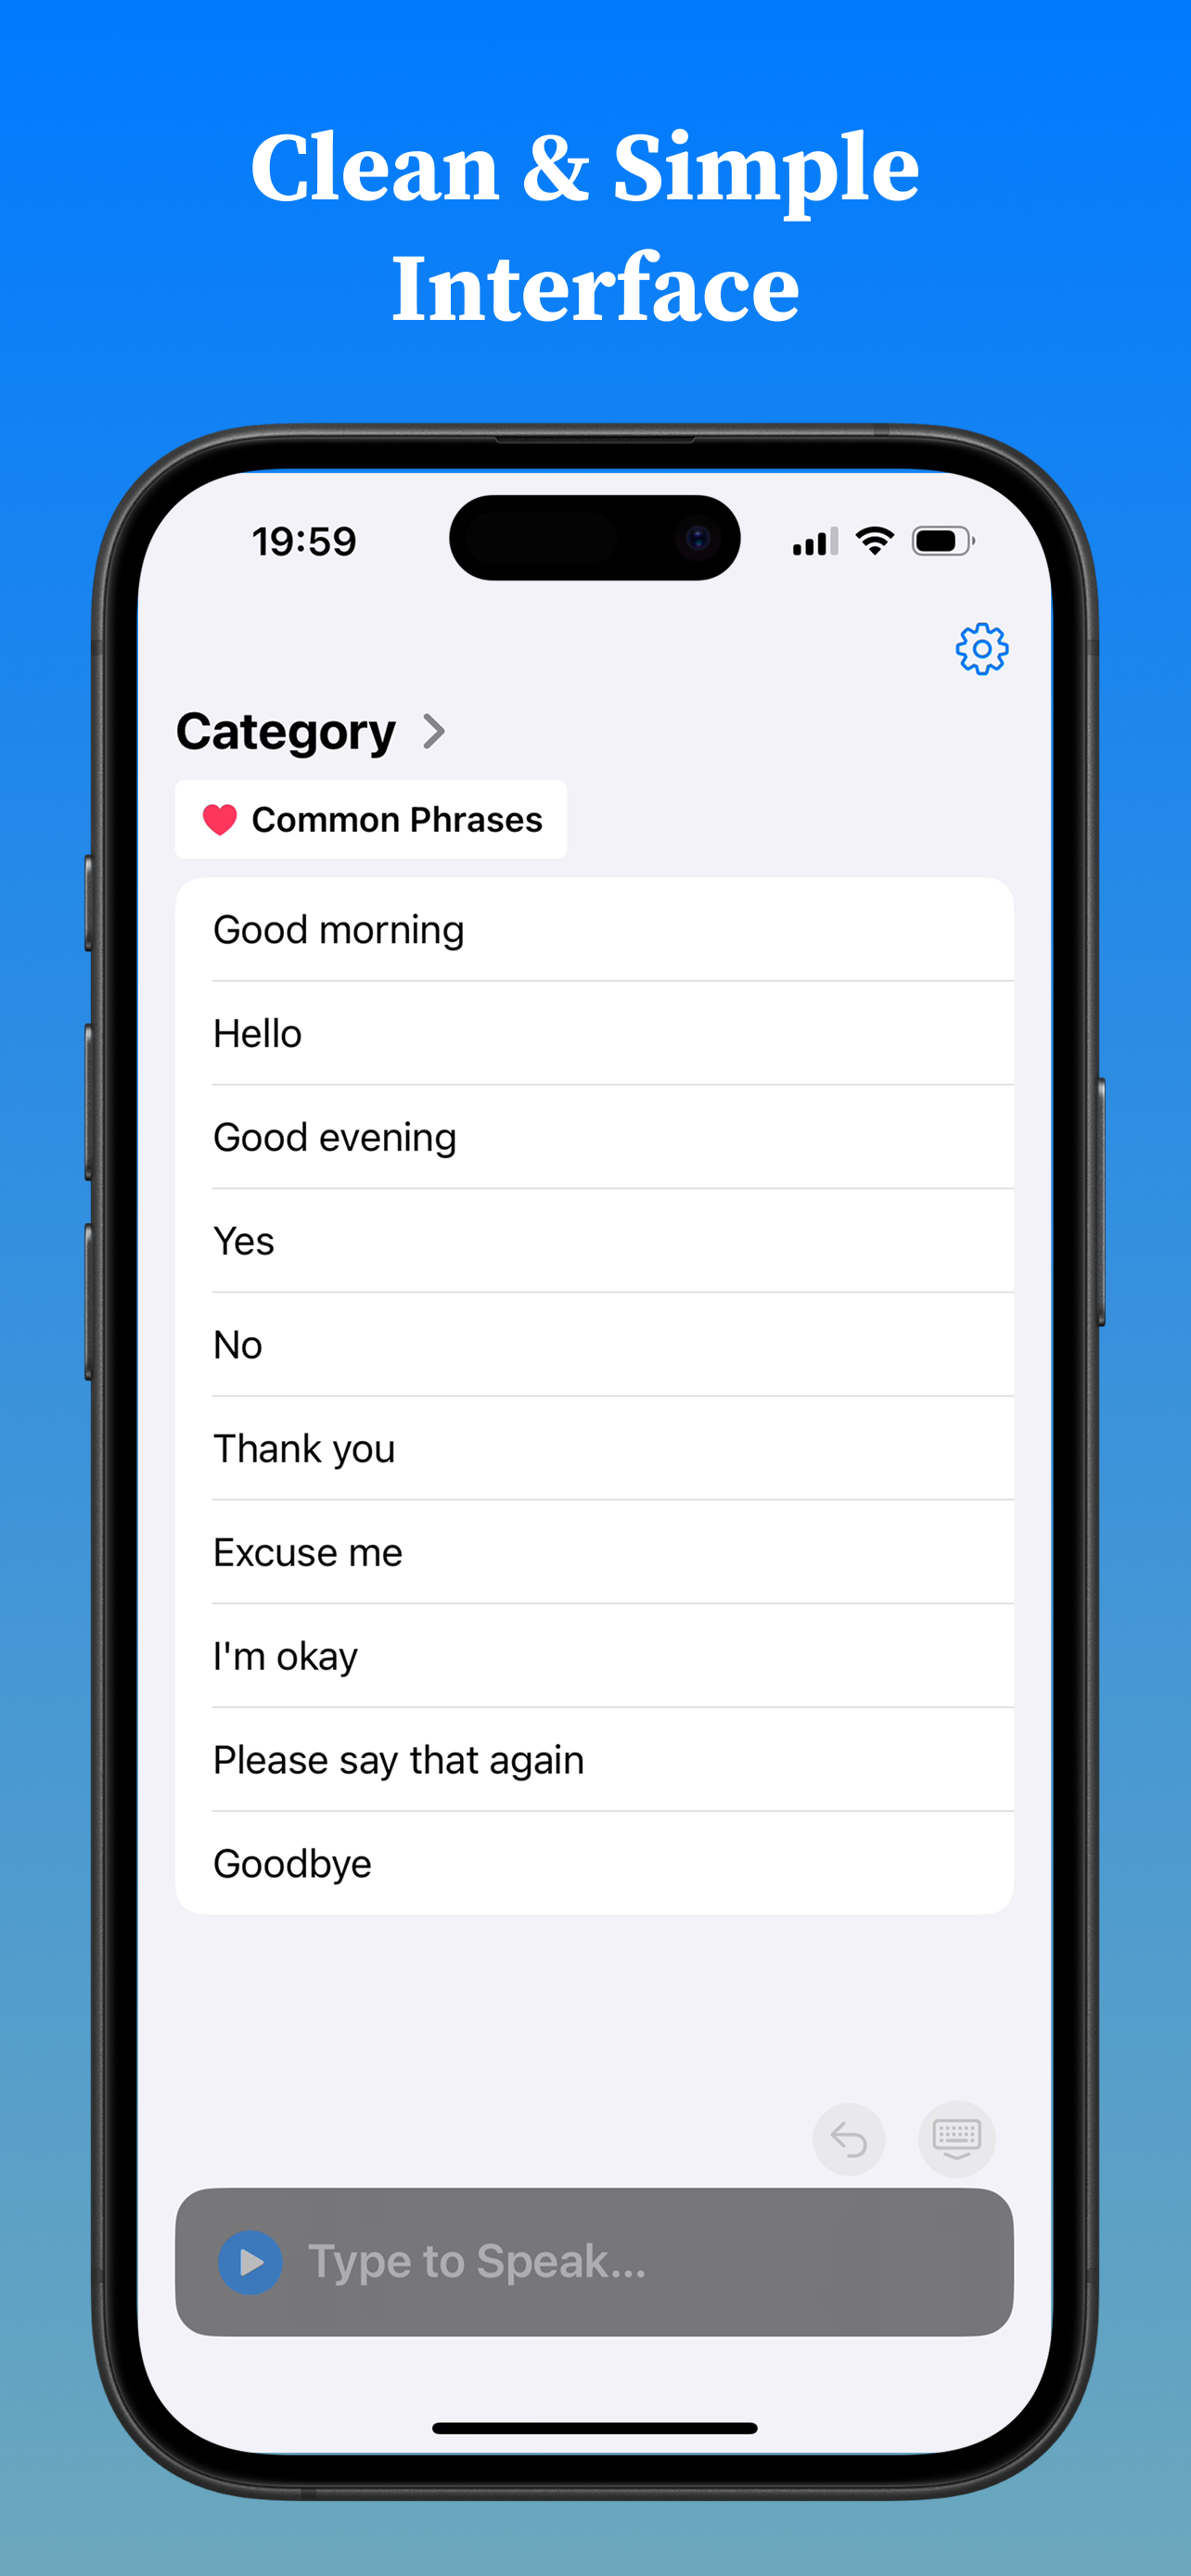 Clean & Simple
Interface
19:59
Category
Common Phrases
Good morning
Hello
Good evening
Yes
No
Thank you
Excuse me
I'm okay
Please say that again
Goodbye
Type to Speak...